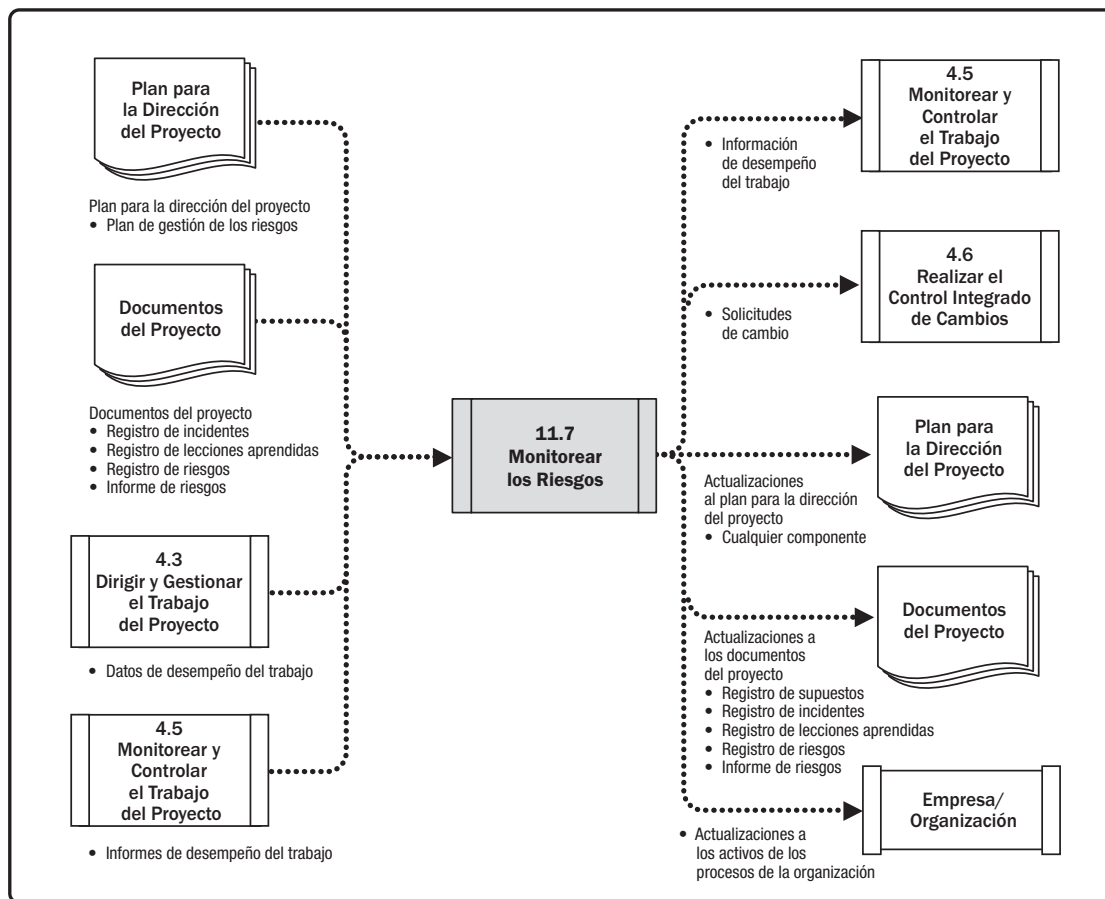 Plan para
la Dirección
del Proyecto
Plan para la dirección del proyecto
• Plan de gestión de los riesgos
Documentos
del Proyecto
Documentos del proyecto
• Registro de incidentes
• Registro de lecciones aprendidas
• Registro de riesgos
• Informe de riesgos
4.3
Dirigir y Gestionar
el Trabajo
del Proyecto
• Datos de desempeño del trabajo
4.5
Monitorear y
Controlar
el Trabajo
del Proyecto
• Informes de desempeño del trabajo
11.7
Monitorear
los Riesgos
4.5
Monitorear y
Controlar
el Trabajo
del Proyecto
• Información
de desempeño
del trabajo
4.6
Realizar el
Control Integrado
de Cambios
• Solicitudes
de cambio
Plan para
la Dirección
del Proyecto
Actualizaciones
al plan para la dirección
del proyecto
• Cualquier componente
Documentos
del Proyecto
Actualizaciones a
los documentos
del proyecto
• Registro de supuestos
• Registro de incidentes
• Registro de lecciones aprendidas
• Registro de riesgos
• Informe de riesgos
Empresa/
Organización
• Actualizaciones a
los activos de los
procesos de la organización